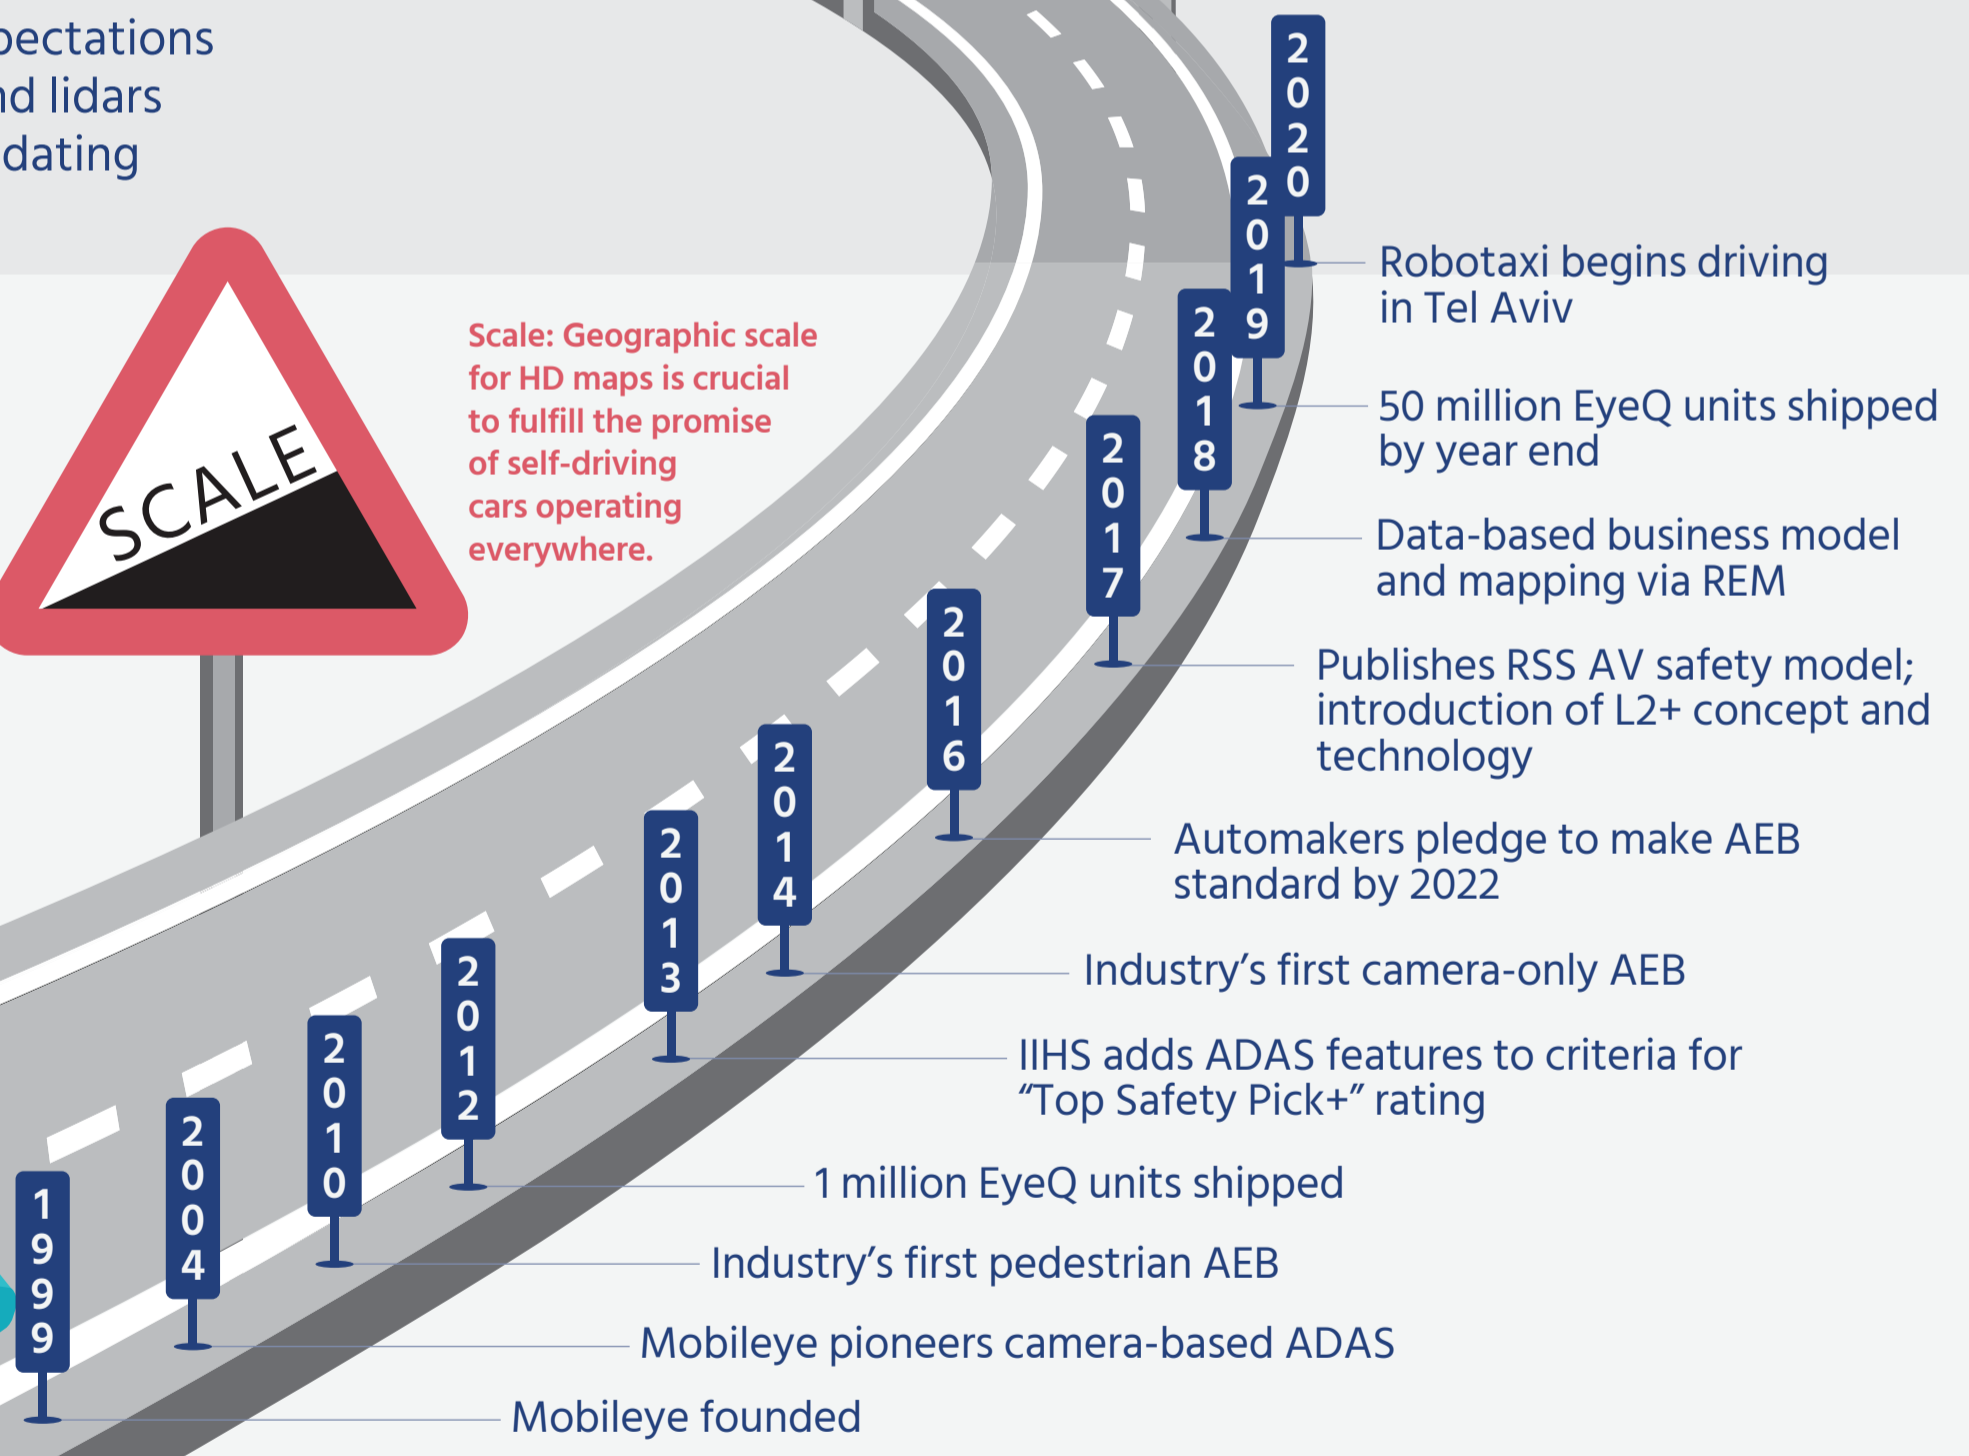 pectations
nd lidars
dating
SCALE
Scale: Geographic scale
for HD maps is crucial
to fulfill the promise
of self-driving
cars operating
everywhere.
2020
Robotaxi begins driving
in Tel Aviv
2019
50 million EyeQ units shipped
by year end
2018
Data-based business model
and mapping via REM
2017
Publishes RSS AV safety model;
introduction of L2+ concept and
technology
2016
Automakers pledge to make AEB
standard by 2022
2014
Industry’s first camera-only AEB
2013
IIHS adds ADAS features to criteria for
“Top Safety Pick+” rating
2012
1 million EyeQ units shipped
2010
Industry’s first pedestrian AEB
2004
Mobileye pioneers camera-based ADAS
1999
Mobileye founded